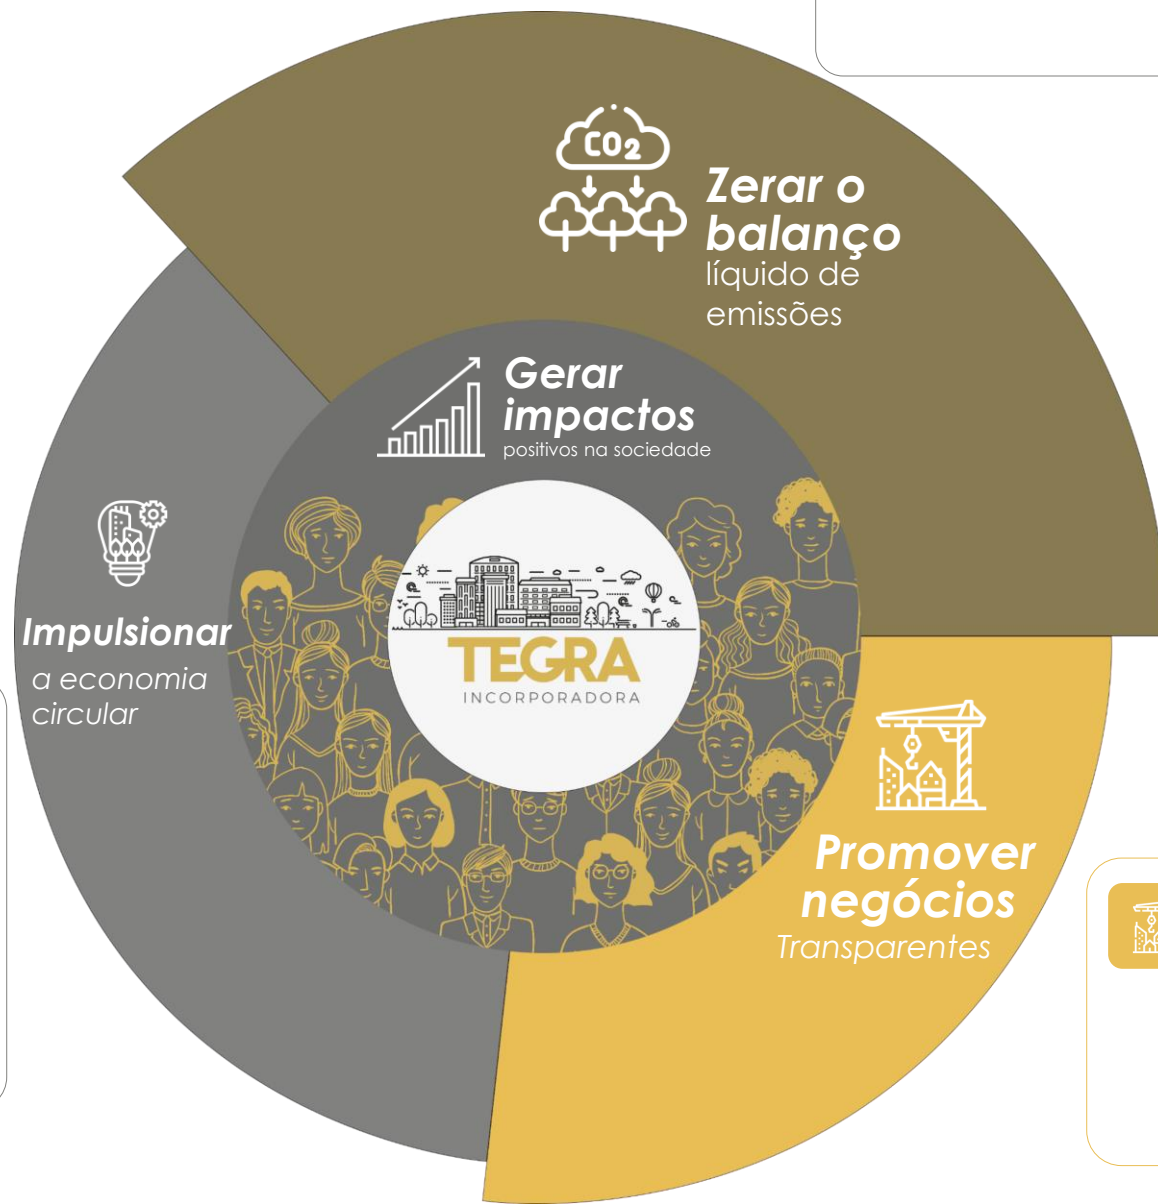 CO2
Zerar o
balanço
líquido de
emissões
Gerar
impactos
positivos na sociedade
Impulsionar
a economia
circular
TEGRA
INCORPORADORA
Promover
negócios
Transparentes